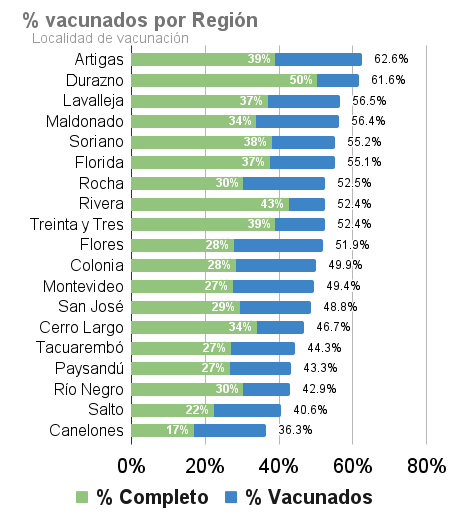 % vacunados por Región
Localidad de vacunación
Artigas 39% 62.6%
Durazno 50% 61.6%
Lavalleja 37% 56.5%
Maldonado 34% 56.4%
Soriano 38% 55.2%
Florida 37% 55.1%
Rocha 30% 52.5%
Rivera 43% 52.4%
Treinta y Tres 39% 52.4%
Flores 28% 51.9%
Colonia 28% 49.9%
Montevideo 27% 49.4%
San José 29% 48.8%
Cerro Largo 34% 46.7%
Tacuarembó 27% 44.3%
Paysandú 27% 43.3%
Río Negro 30% 42.9%
Salto 22% 40.6%
Canelones 17% 36.3%
0% 20% 40% 60% 80%
% Completo % Vacunados